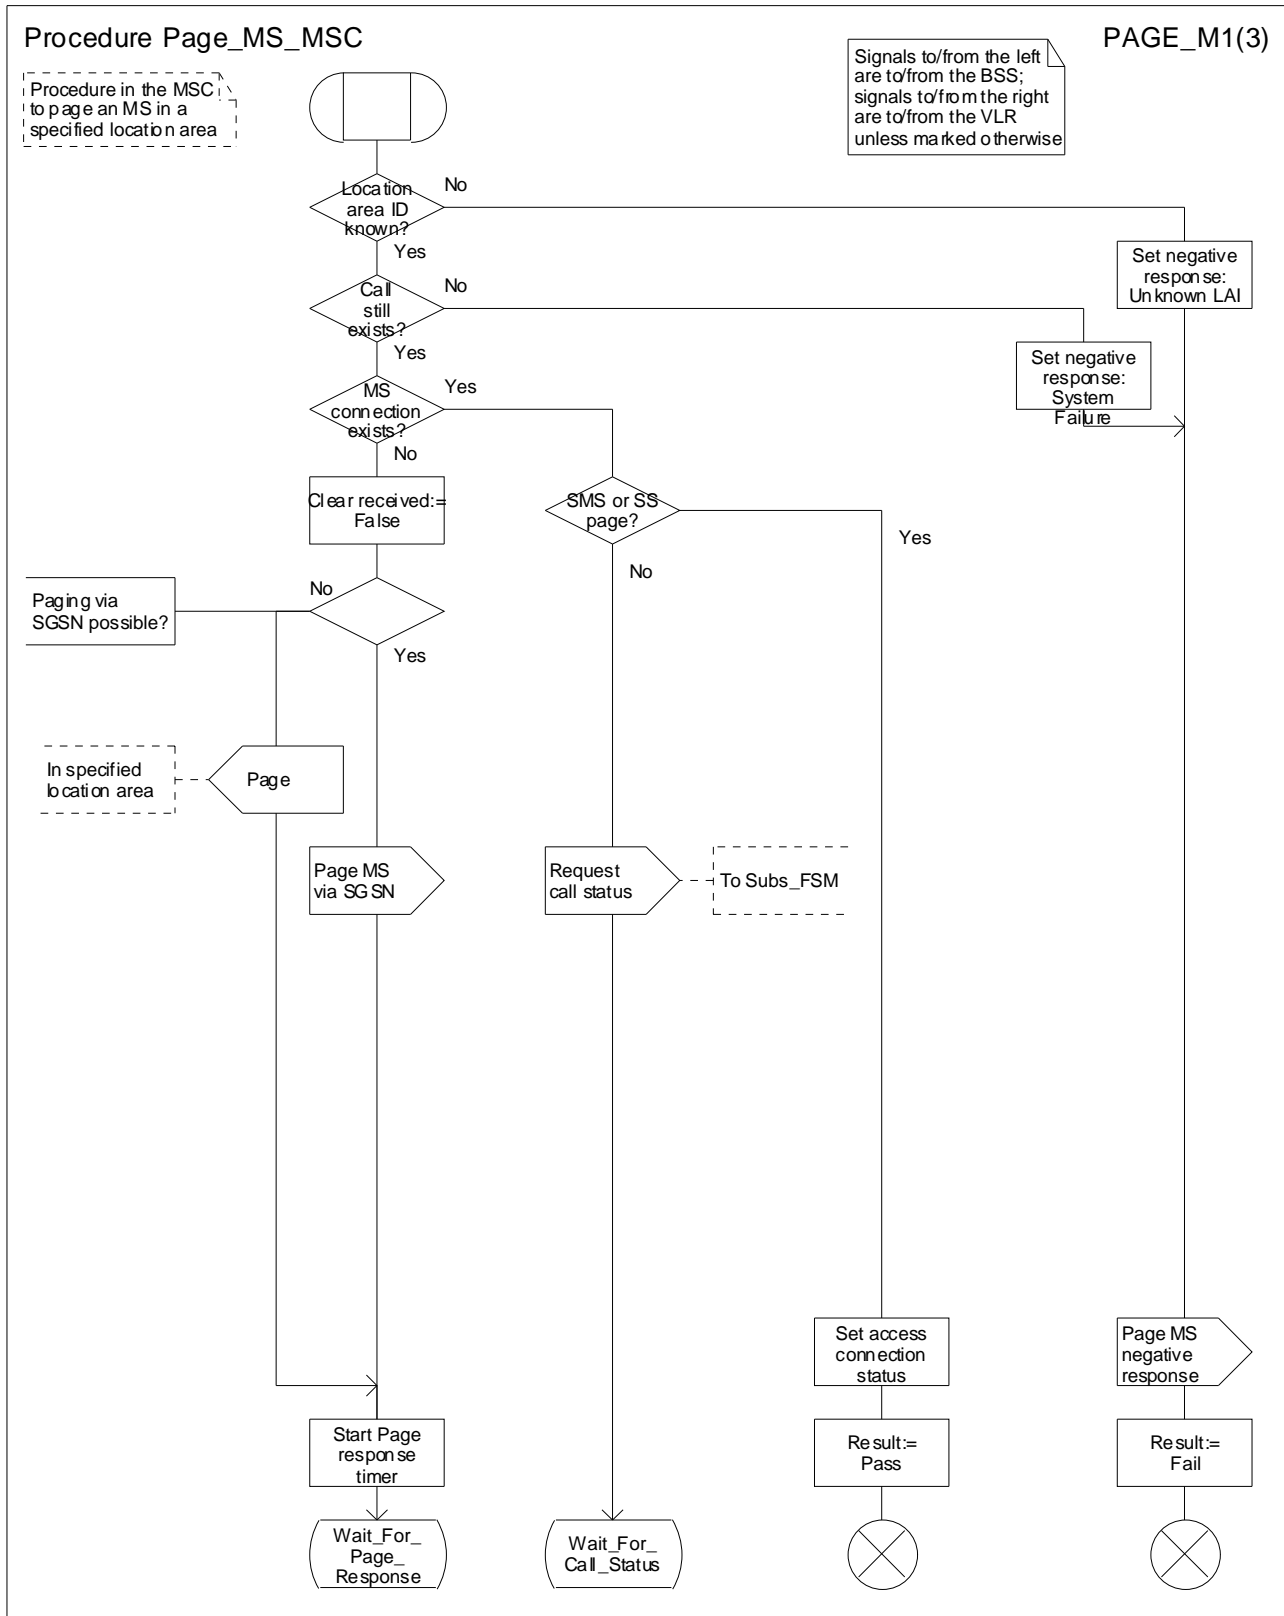 Procedure Page_MS_MSC
PAGE_M1(3)
Procedure in the MSC
to page an MS in a
specified location area
Signals to/from the left
are to/from the BSS;
signals to/from the right
are to/from the VLR
unless marked otherwise
Location
area ID
known?
No
Yes
Set negative
response:
Unknown LAI
Call
still
exists?
No
Yes
Set negative
response:
System
Failure
MS
connection
exists?
Yes
No
Clear received:=
False
SMS or SS
page?
Yes
No
Paging via
SGSN possible?
No
Yes
In specified
location area
Page
Page MS
via SGSN
Request
call status
To Subs_FSM
Set access
connection
status
Page MS
negative
response
Start Page
response
timer
Result:=
Pass
Result:=
Fail
Wait_For_
Page_
Response
Wait_For_
Call_Status